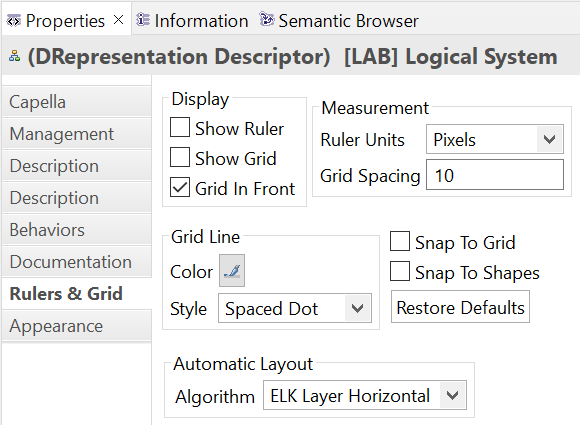 Properties Information Semantic Browser
(DRepresentation Descriptor) [LAB] Logical System
Capella
Management
Description
Description
Behaviors
Documentation
Rulers & Grid
Appearance
Display
Show Ruler
Show Grid
Grid In Front
Measurement
Ruler Units Pixels
Grid Spacing 10
Grid Line
Color
Style Spaced Dot
Snap To Grid
Snap To Shapes
Restore Defaults
Automatic Layout
Algorithm ELK Layer Horizontal